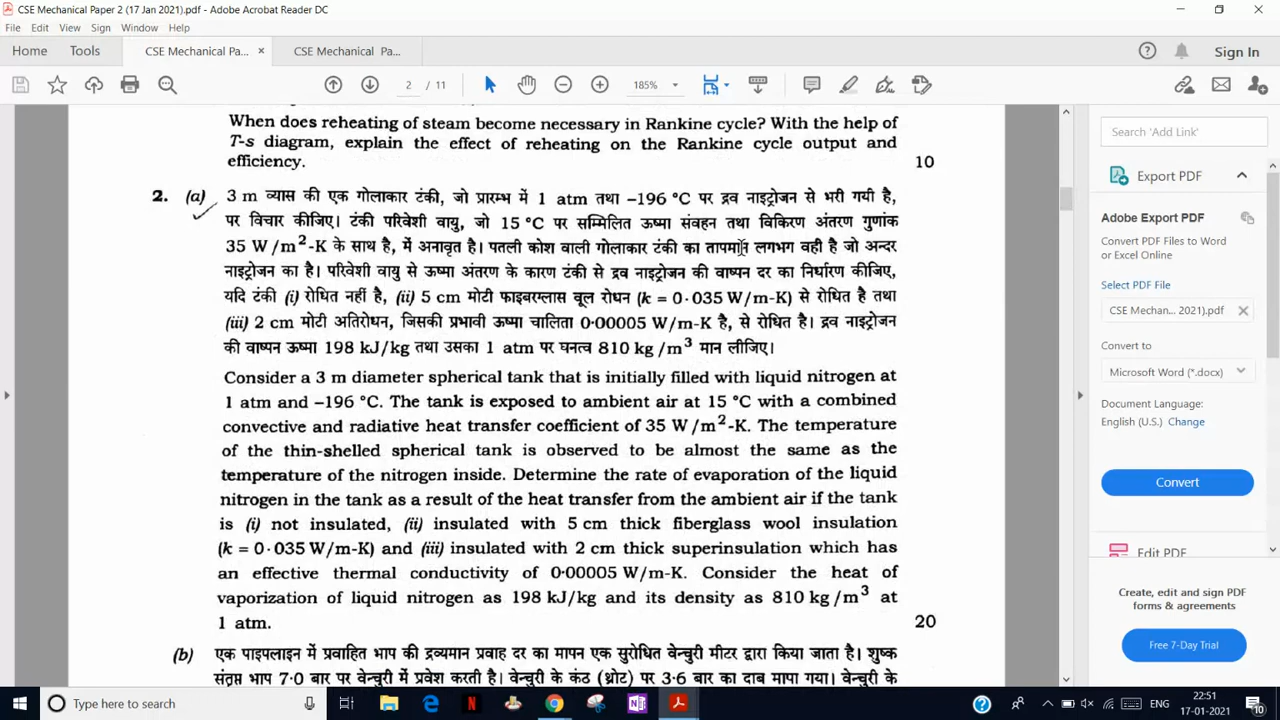 CSE Mechanical Paper 2 (17 Jan 2021).pdf - Adobe Acrobat Reader DC
File Edit View Sign Window Help
Home Tools CSE Mechanical Pa... × CSE Mechanical Pa... Sign In
2 / 11 185%
When does reheating of steam become necessary in Rankine cycle? With the help of
T-s diagram, explain the effect of reheating on the Rankine cycle output and
efficiency. 10
2. (a) 3 m व्यास की एक गोलाकार टंकी, जो प्रारम्भ में 1 atm तथा –196 °C पर द्रव नाइट्रोजन से भरी गयी है,
पर विचार कीजिए। टंकी परिवेशी वायु, जो 15 °C पर सम्मिलित ऊष्मा संवहन तथा विकिरण अंतरण गुणांक
35 W/m²-K के साथ है, में अनावृत है। पतली कोश वाली गोलाकार टंकी का तापमान लगभग वही है जो अन्दर
नाइट्रोजन का है। परिवेशी वायु से ऊष्मा अंतरण के कारण टंकी से द्रव नाइट्रोजन की वाष्पन दर का निर्धारण कीजिए,
यदि टंकी (i) रोधित नहीं है, (ii) 5 cm मोटी फाइबरग्लास वूल रोधन (k = 0·035 W/m-K) से रोधित है तथा
(iii) 2 cm मोटी अतिरोधन, जिसकी प्रभावी ऊष्मा चालिता 0·00005 W/m-K है, से रोधित है। द्रव नाइट्रोजन
की वाष्पन ऊष्मा 198 kJ/kg तथा उसका 1 atm पर घनत्व 810 kg/m³ मान लीजिए।
Consider a 3 m diameter spherical tank that is initially filled with liquid nitrogen at
1 atm and –196 °C. The tank is exposed to ambient air at 15 °C with a combined
convective and radiative heat transfer coefficient of 35 W/m²-K. The temperature
of the thin-shelled spherical tank is observed to be almost the same as the
temperature of the nitrogen inside. Determine the rate of evaporation of the liquid
nitrogen in the tank as a result of the heat transfer from the ambient air if the tank
is (i) not insulated, (ii) insulated with 5 cm thick fiberglass wool insulation
(k = 0·035 W/m-K) and (iii) insulated with 2 cm thick superinsulation which has
an effective thermal conductivity of 0·00005 W/m-K. Consider the heat of
vaporization of liquid nitrogen as 198 kJ/kg and its density as 810 kg/m³ at
1 atm. 20
(b) एक पाइपलाइन में प्रवाहित भाप की द्रव्यमान प्रवाह दर का मापन एक सुरोधित वेन्चुरी मीटर द्वारा किया जाता है। शुष्क
संतृप्त भाप 7·0 बार पर वेन्चुरी में प्रवेश करती है। वेन्चुरी के कंठ (थ्रोट) पर 3·6 बार का दाब मापा गया। वेन्चुरी के
Search 'Add Link'
Export PDF
Adobe Export PDF
Convert PDF Files to Word
or Excel Online
Select PDF File
CSE Mechan... 2021).pdf ×
Convert to
Microsoft Word (*.docx)
Document Language:
English (U.S.) Change
Convert
Edit PDF
Create, edit and sign PDF
forms & agreements
Free 7-Day Trial
Type here to search
ENG
22:51
17-01-2021
10